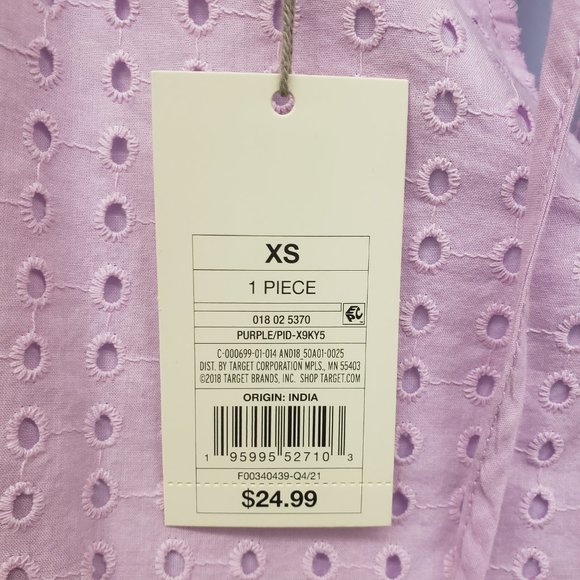 XS
1 PIECE
018 02 5370
PURPLE/PID-X9KY5
C-000699-01-014 AND18_50A01-0025
DIST. BY TARGET CORPORATION MPLS., MN 55403
©2018 TARGET BRANDS, INC. SHOP TARGET.COM
ORIGIN: INDIA
1 95995 52710 3
F00340439-Q4/21
$24.99